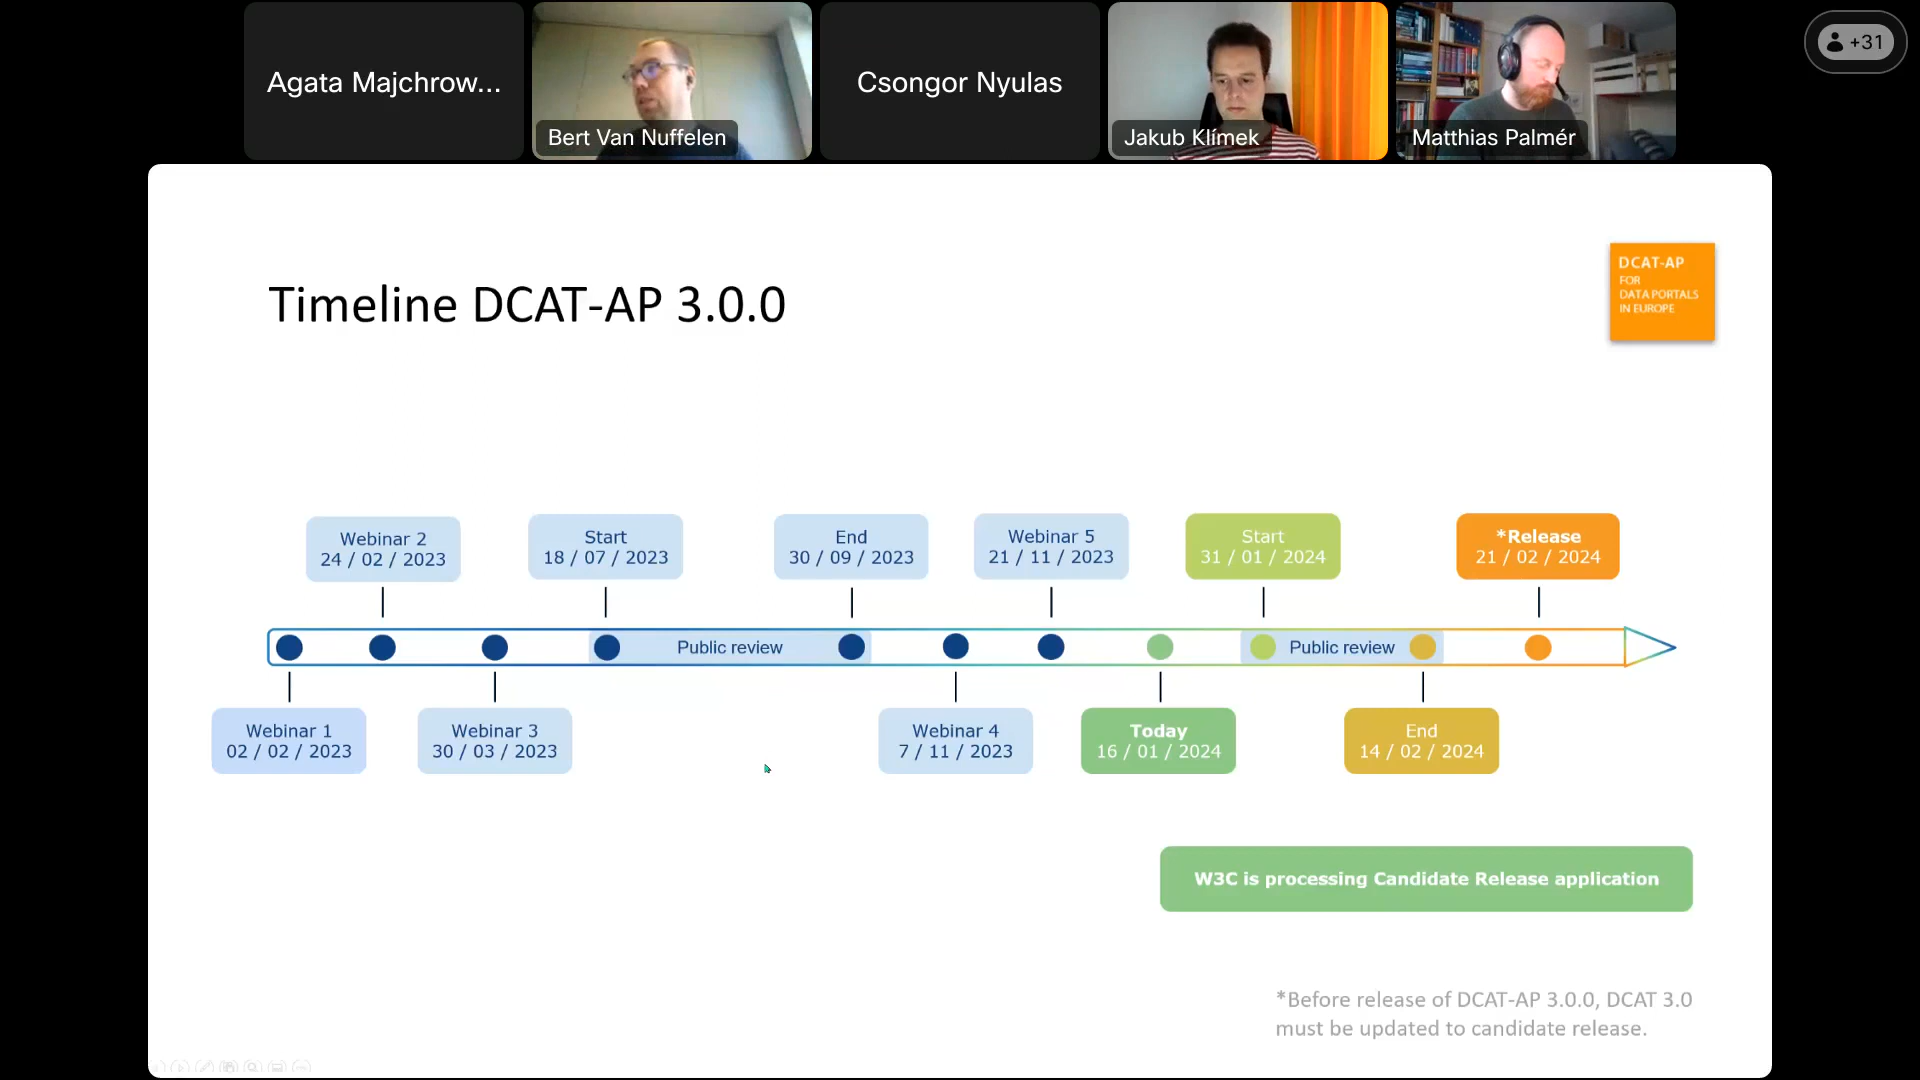 Agata Majchrow...
Bert Van Nuffelen
Csongor Nyulas
Jakub Klímek
Matthias Palmér
+31
DCAT-AP
FOR
DATA PORTALS
IN EUROPE
Timeline DCAT-AP 3.0.0
Webinar 2
24 / 02 / 2023
Start
18 / 07 / 2023
End
30 / 09 / 2023
Webinar 5
21 / 11 / 2023
Start
31 / 01 / 2024
*Release
21 / 02 / 2024
Public review
Public review
Webinar 1
02 / 02 / 2023
Webinar 3
30 / 03 / 2023
Webinar 4
7 / 11 / 2023
Today
16 / 01 / 2024
End
14 / 02 / 2024
W3C is processing Candidate Release application
*Before release of DCAT-AP 3.0.0, DCAT 3.0
must be updated to candidate release.